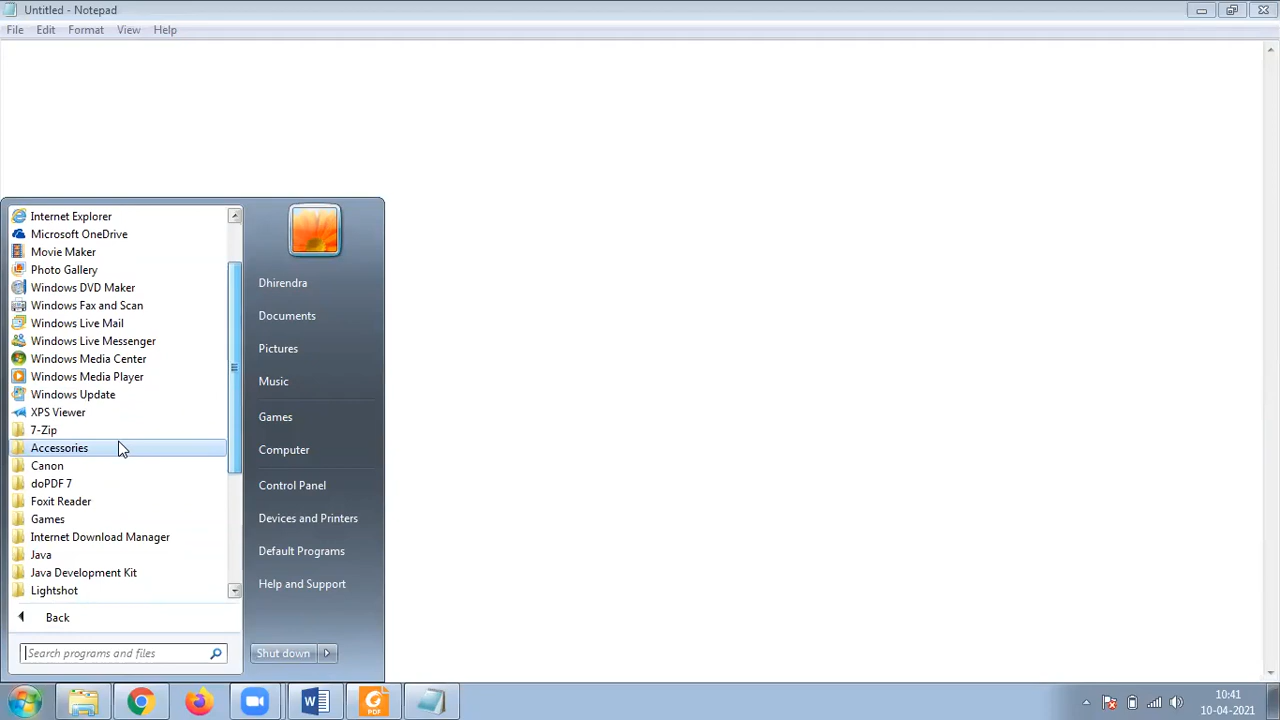 Untitled - Notepad
File Edit Format View Help
Internet Explorer
Microsoft OneDrive
Movie Maker
Photo Gallery
Windows DVD Maker
Windows Fax and Scan
Windows Live Mail
Windows Live Messenger
Windows Media Center
Windows Media Player
Windows Update
XPS Viewer
7-Zip
Accessories
Canon
doPDF 7
Foxit Reader
Games
Internet Download Manager
Java
Java Development Kit
Lightshot
Back
Search programs and files
Dhirendra
Documents
Pictures
Music
Games
Computer
Control Panel
Devices and Printers
Default Programs
Help and Support
Shut down
W
PDF
10:41
10-04-2021